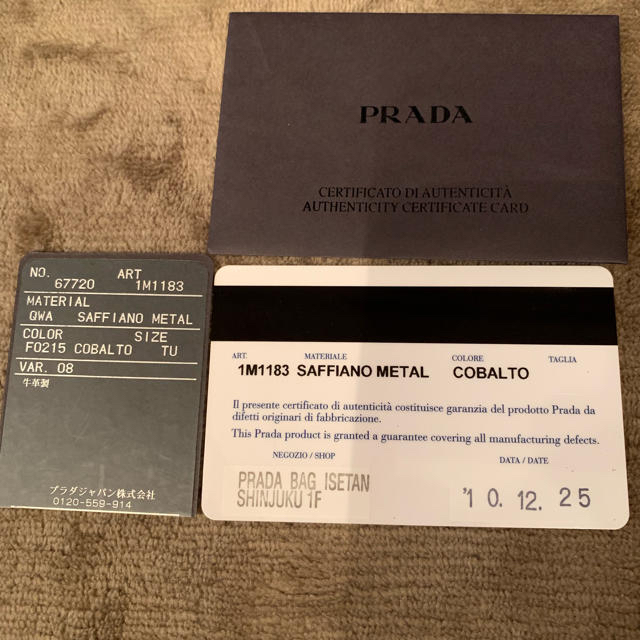 PRADA
CERTIFICATO DI AUTENTICITÀ
AUTHENTICITY CERTIFICATE CARD
NO. ART
67720 1M1183
MATERIAL
QWA SAFFIANO METAL
COLOR SIZE
F0215 COBALTO TU
VAR. 08
牛革製
プラダジャパン株式会社
0120-559-914
ART. MATERIALE COLORE TAGLIA
1M1183 SAFFIANO METAL COBALTO
Il presente certificato di autenticità costituisce garanzia del prodotto Prada da
difetti originari di fabbricazione.
This Prada product is granted a guarantee covering all manufacturing defects.
NEGOZIO / SHOP DATA / DATE
PRADA BAG ISETAN
SHINJUKU 1F
'10.12.25